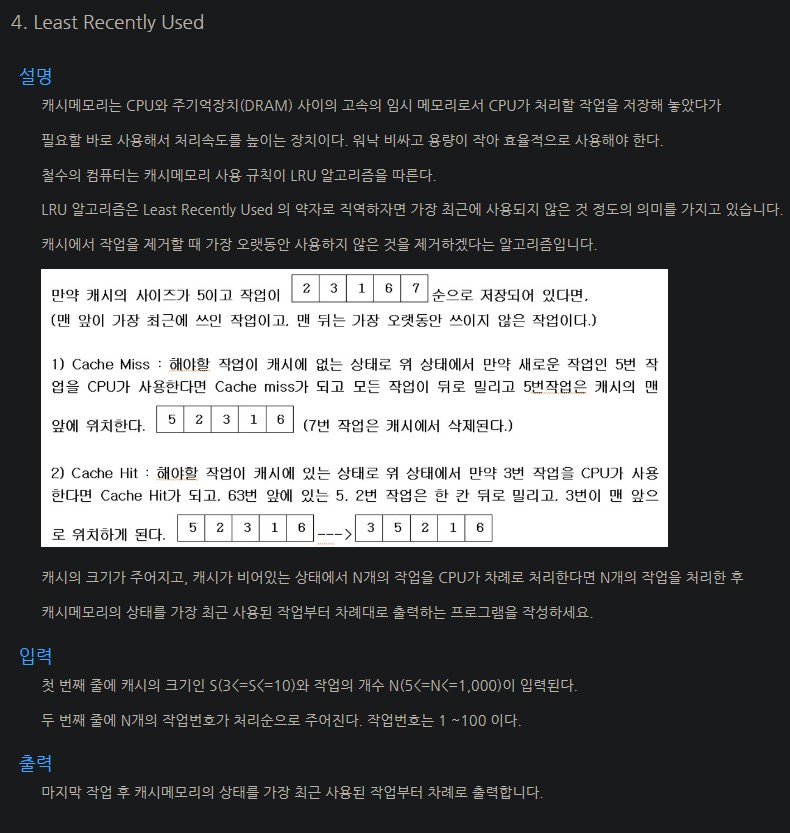 4. Least Recently Used
설명
캐시메모리는 CPU와 주기억장치(DRAM) 사이의 고속의 임시 메모리로서 CPU가 처리할 작업을 저장해 놓았다가
필요할 바로 사용해서 처리속도를 높이는 장치이다. 워낙 비싸고 용량이 작아 효율적으로 사용해야 한다.
철수의 컴퓨터는 캐시메모리 사용 규칙이 LRU 알고리즘을 따른다.
LRU 알고리즘은 Least Recently Used 의 약자로 직역하자면 가장 최근에 사용되지 않은 것 정도의 의미를 가지고 있습니다.
캐시에서 작업을 제거할 때 가장 오랫동안 사용하지 않은 것을 제거하겠다는 알고리즘입니다.
만약 캐시의 사이즈가 5이고 작업이 2 3 1 6 7 순으로 저장되어 있다면,
(맨 앞이 가장 최근에 쓰인 작업이고, 맨 뒤는 가장 오랫동안 쓰이지 않은 작업이다.)
1) Cache Miss : 해야할 작업이 캐시에 없는 상태로 위 상태에서 만약 새로운 작업인 5번 작
업을 CPU가 사용한다면 Cache miss가 되고 모든 작업이 뒤로 밀리고 5번작업은 캐시의 맨
앞에 위치한다. 5 2 3 1 6 (7번 작업은 캐시에서 삭제된다.)
2) Cache Hit : 해야할 작업이 캐시에 있는 상태로 위 상태에서 만약 3번 작업을 CPU가 사용
한다면 Cache Hit가 되고, 63번 앞에 있는 5, 2번 작업은 한 칸 뒤로 밀리고, 3번이 맨 앞으
로 위치하게 된다. 5 2 3 1 6 ---> 3 5 2 1 6
캐시의 크기가 주어지고, 캐시가 비어있는 상태에서 N개의 작업을 CPU가 차례로 처리한다면 N개의 작업을 처리한 후
캐시메모리의 상태를 가장 최근 사용된 작업부터 차례대로 출력하는 프로그램을 작성하세요.
입력
첫 번째 줄에 캐시의 크기인 S(3<=S<=10)와 작업의 개수 N(5<=N<=1,000)이 입력된다.
두 번째 줄에 N개의 작업번호가 처리순으로 주어진다. 작업번호는 1 ~100 이다.
출력
마지막 작업 후 캐시메모리의 상태를 가장 최근 사용된 작업부터 차례로 출력합니다.